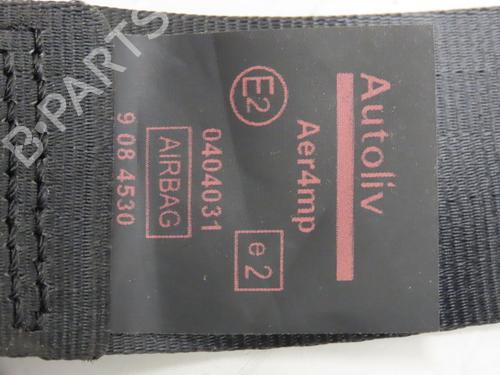 Autoliv
E2 Aer4mp
0404031 e2
AIRBAG
9 08 4530
B-PARTS